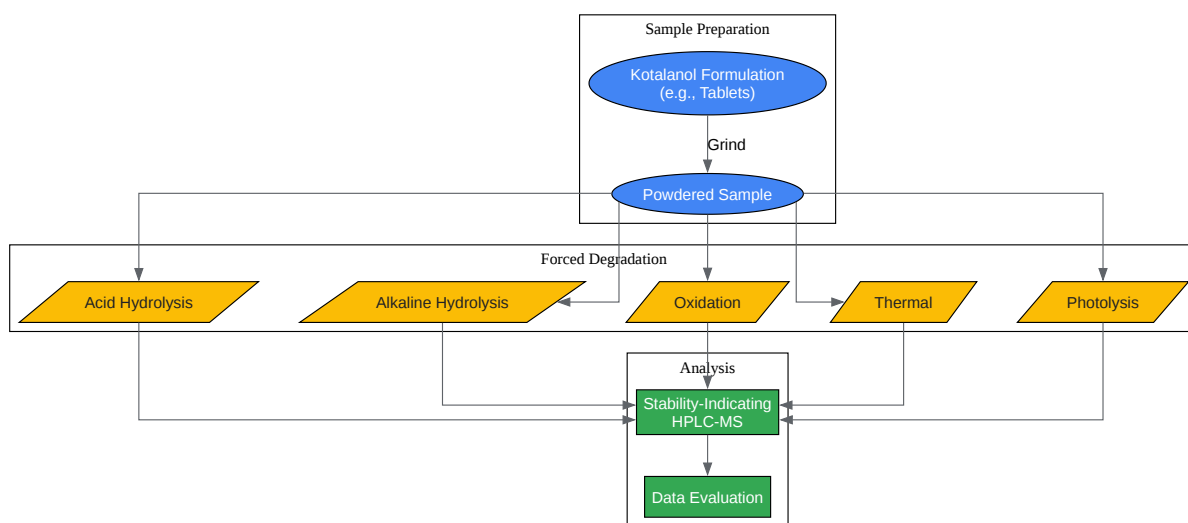 Sample Preparation
Kotalanol Formulation
(e.g., Tablets)
Grind
Powdered Sample
Forced Degradation
Acid Hydrolysis
Alkaline Hydrolysis
Oxidation
Thermal
Photolysis
Analysis
Stability-Indicating
HPLC-MS
Data Evaluation